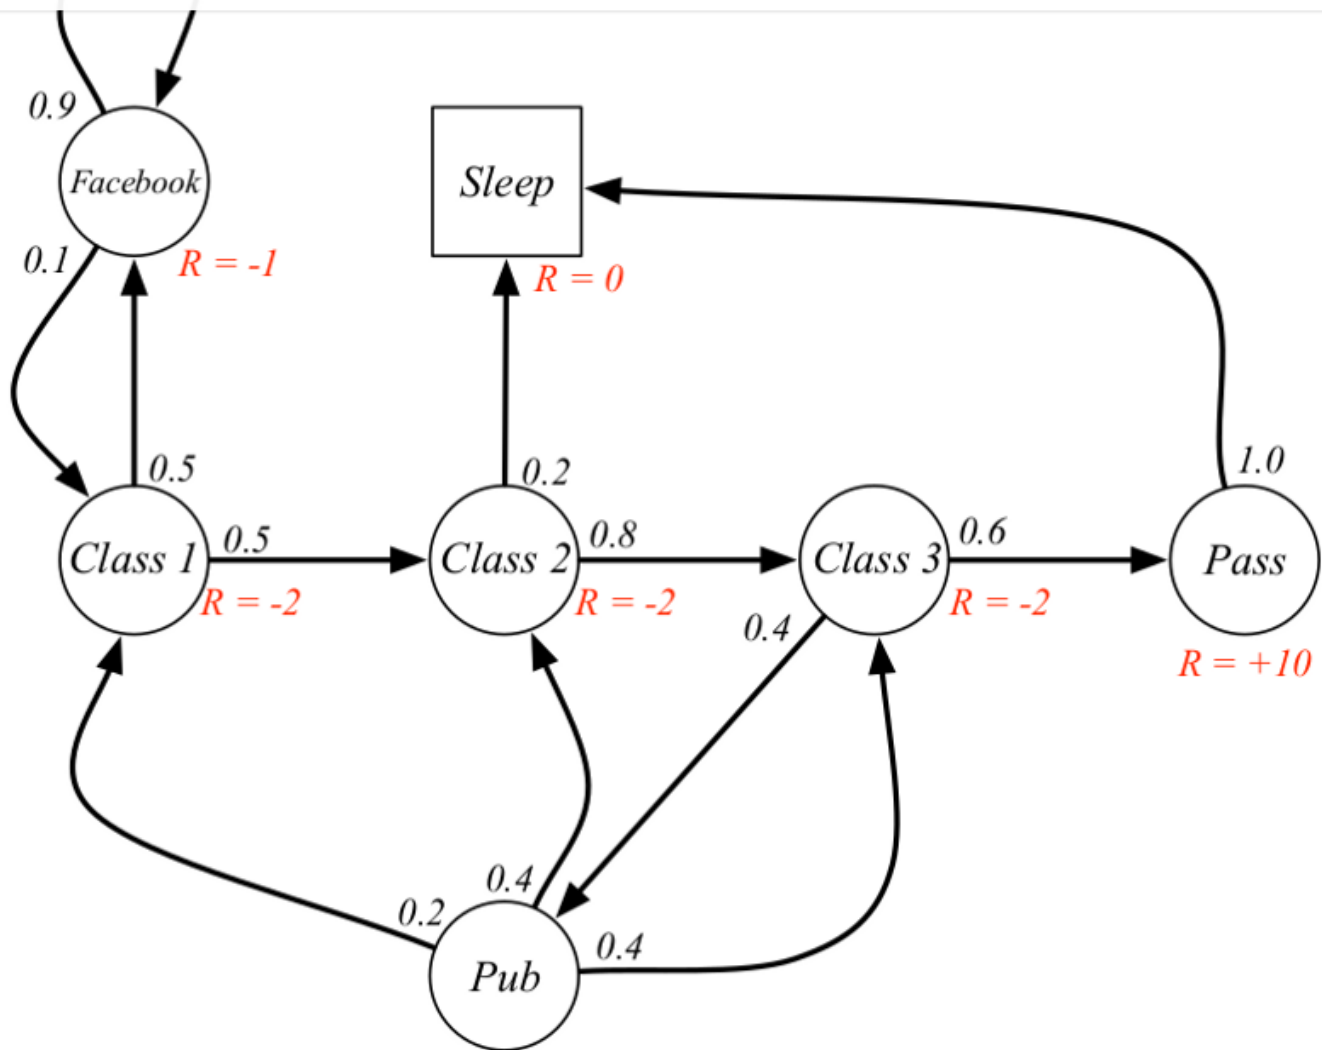 0.9
Facebook
Sleep
0.1
R = -1
R = 0
0.5
0.2
1.0
0.5
0.8
0.6
Class 1
Class 2
Class 3
Pass
R = -2
R = -2
R = -2
0.4
R = +10
0.4
0.2
0.4
Pub